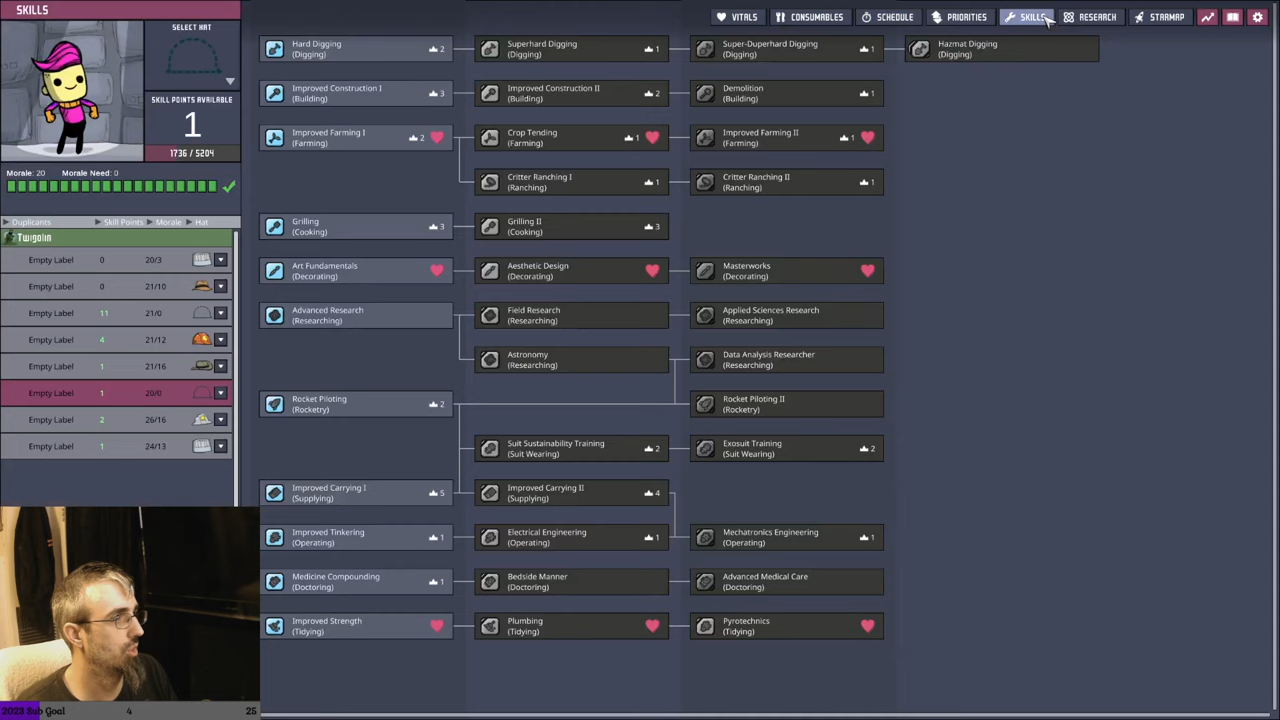 SKILLS
VITALS
CONSUMABLES
SCHEDULE
PRIORITIES
SKILLS
RESEARCH
STARMAP
SELECT HAT
SKILL POINTS AVAILABLE
1
1736 / 5204
Morale: 20
Morale Need: 0
Duplicants
Skill Points
Morale
Hat
Twigolin
Empty Label 0 20/3
Empty Label 0 21/10
Empty Label 11 21/0
Empty Label 4 21/12
Empty Label 1 21/16
Empty Label 1 20/0
Empty Label 2 26/16
Empty Label 1 24/13
Hard Digging
(Digging)
2
Superhard Digging
(Digging)
1
Super-Duperhard Digging
(Digging)
1
Hazmat Digging
(Digging)
Improved Construction I
(Building)
3
Improved Construction II
(Building)
2
Demolition
(Building)
1
Improved Farming I
(Farming)
2
Crop Tending
(Farming)
1
Improved Farming II
(Farming)
1
Critter Ranching I
(Ranching)
1
Critter Ranching II
(Ranching)
1
Grilling
(Cooking)
3
Grilling II
(Cooking)
3
Art Fundamentals
(Decorating)
Aesthetic Design
(Decorating)
Masterworks
(Decorating)
Advanced Research
(Researching)
Field Research
(Researching)
Applied Sciences Research
(Researching)
Astronomy
(Researching)
Data Analysis Researcher
(Researching)
Rocket Piloting
(Rocketry)
2
Rocket Piloting II
(Rocketry)
Suit Sustainability Training
(Suit Wearing)
2
Exosuit Training
(Suit Wearing)
2
Improved Carrying I
(Supplying)
5
Improved Carrying II
(Supplying)
4
Improved Tinkering
(Operating)
1
Electrical Engineering
(Operating)
1
Mechatronics Engineering
(Operating)
1
Medicine Compounding
(Doctoring)
1
Bedside Manner
(Doctoring)
Advanced Medical Care
(Doctoring)
Improved Strength
(Tidying)
Plumbing
(Tidying)
Pyrotechnics
(Tidying)
2023 Sub Goal 4 25